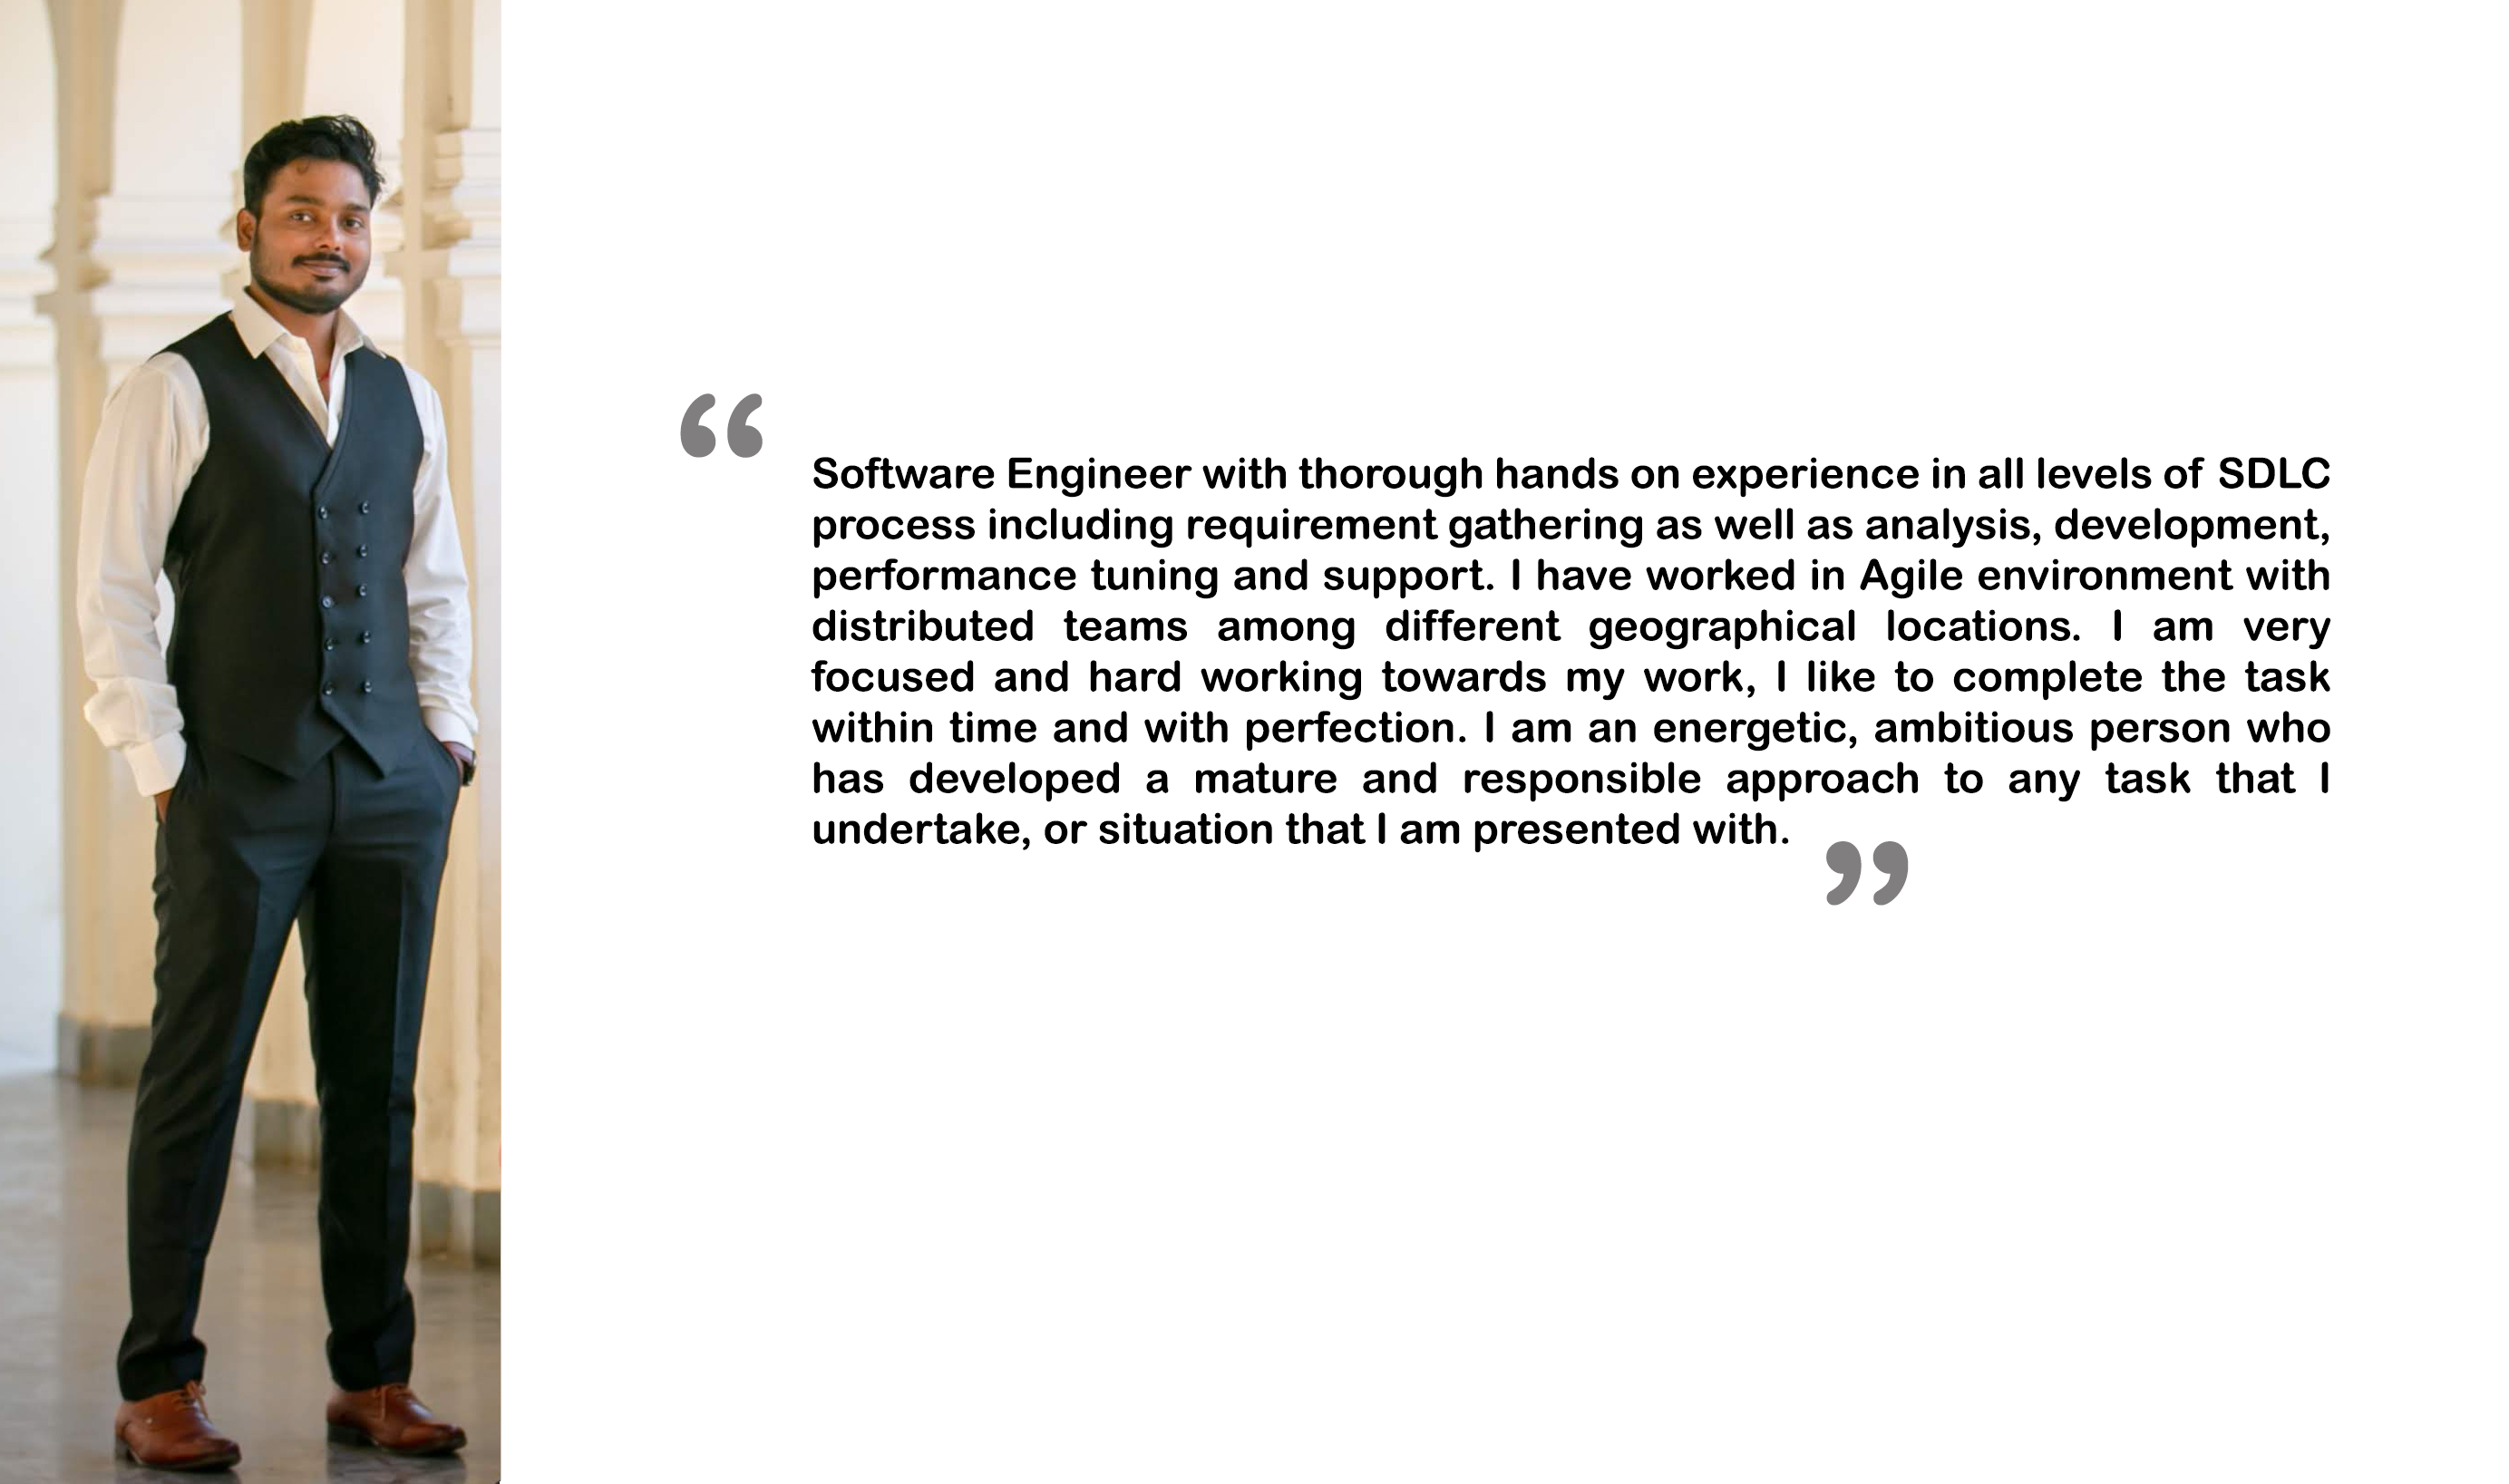 “
Software Engineer with thorough hands on experience in all levels of SDLC
process including requirement gathering as well as analysis, development,
performance tuning and support. I have worked in Agile environment with
distributed teams among different geographical locations. I am very
focused and hard working towards my work, I like to complete the task
within time and with perfection. I am an energetic, ambitious person who
has developed a mature and responsible approach to any task that I
undertake, or situation that I am presented with.
”